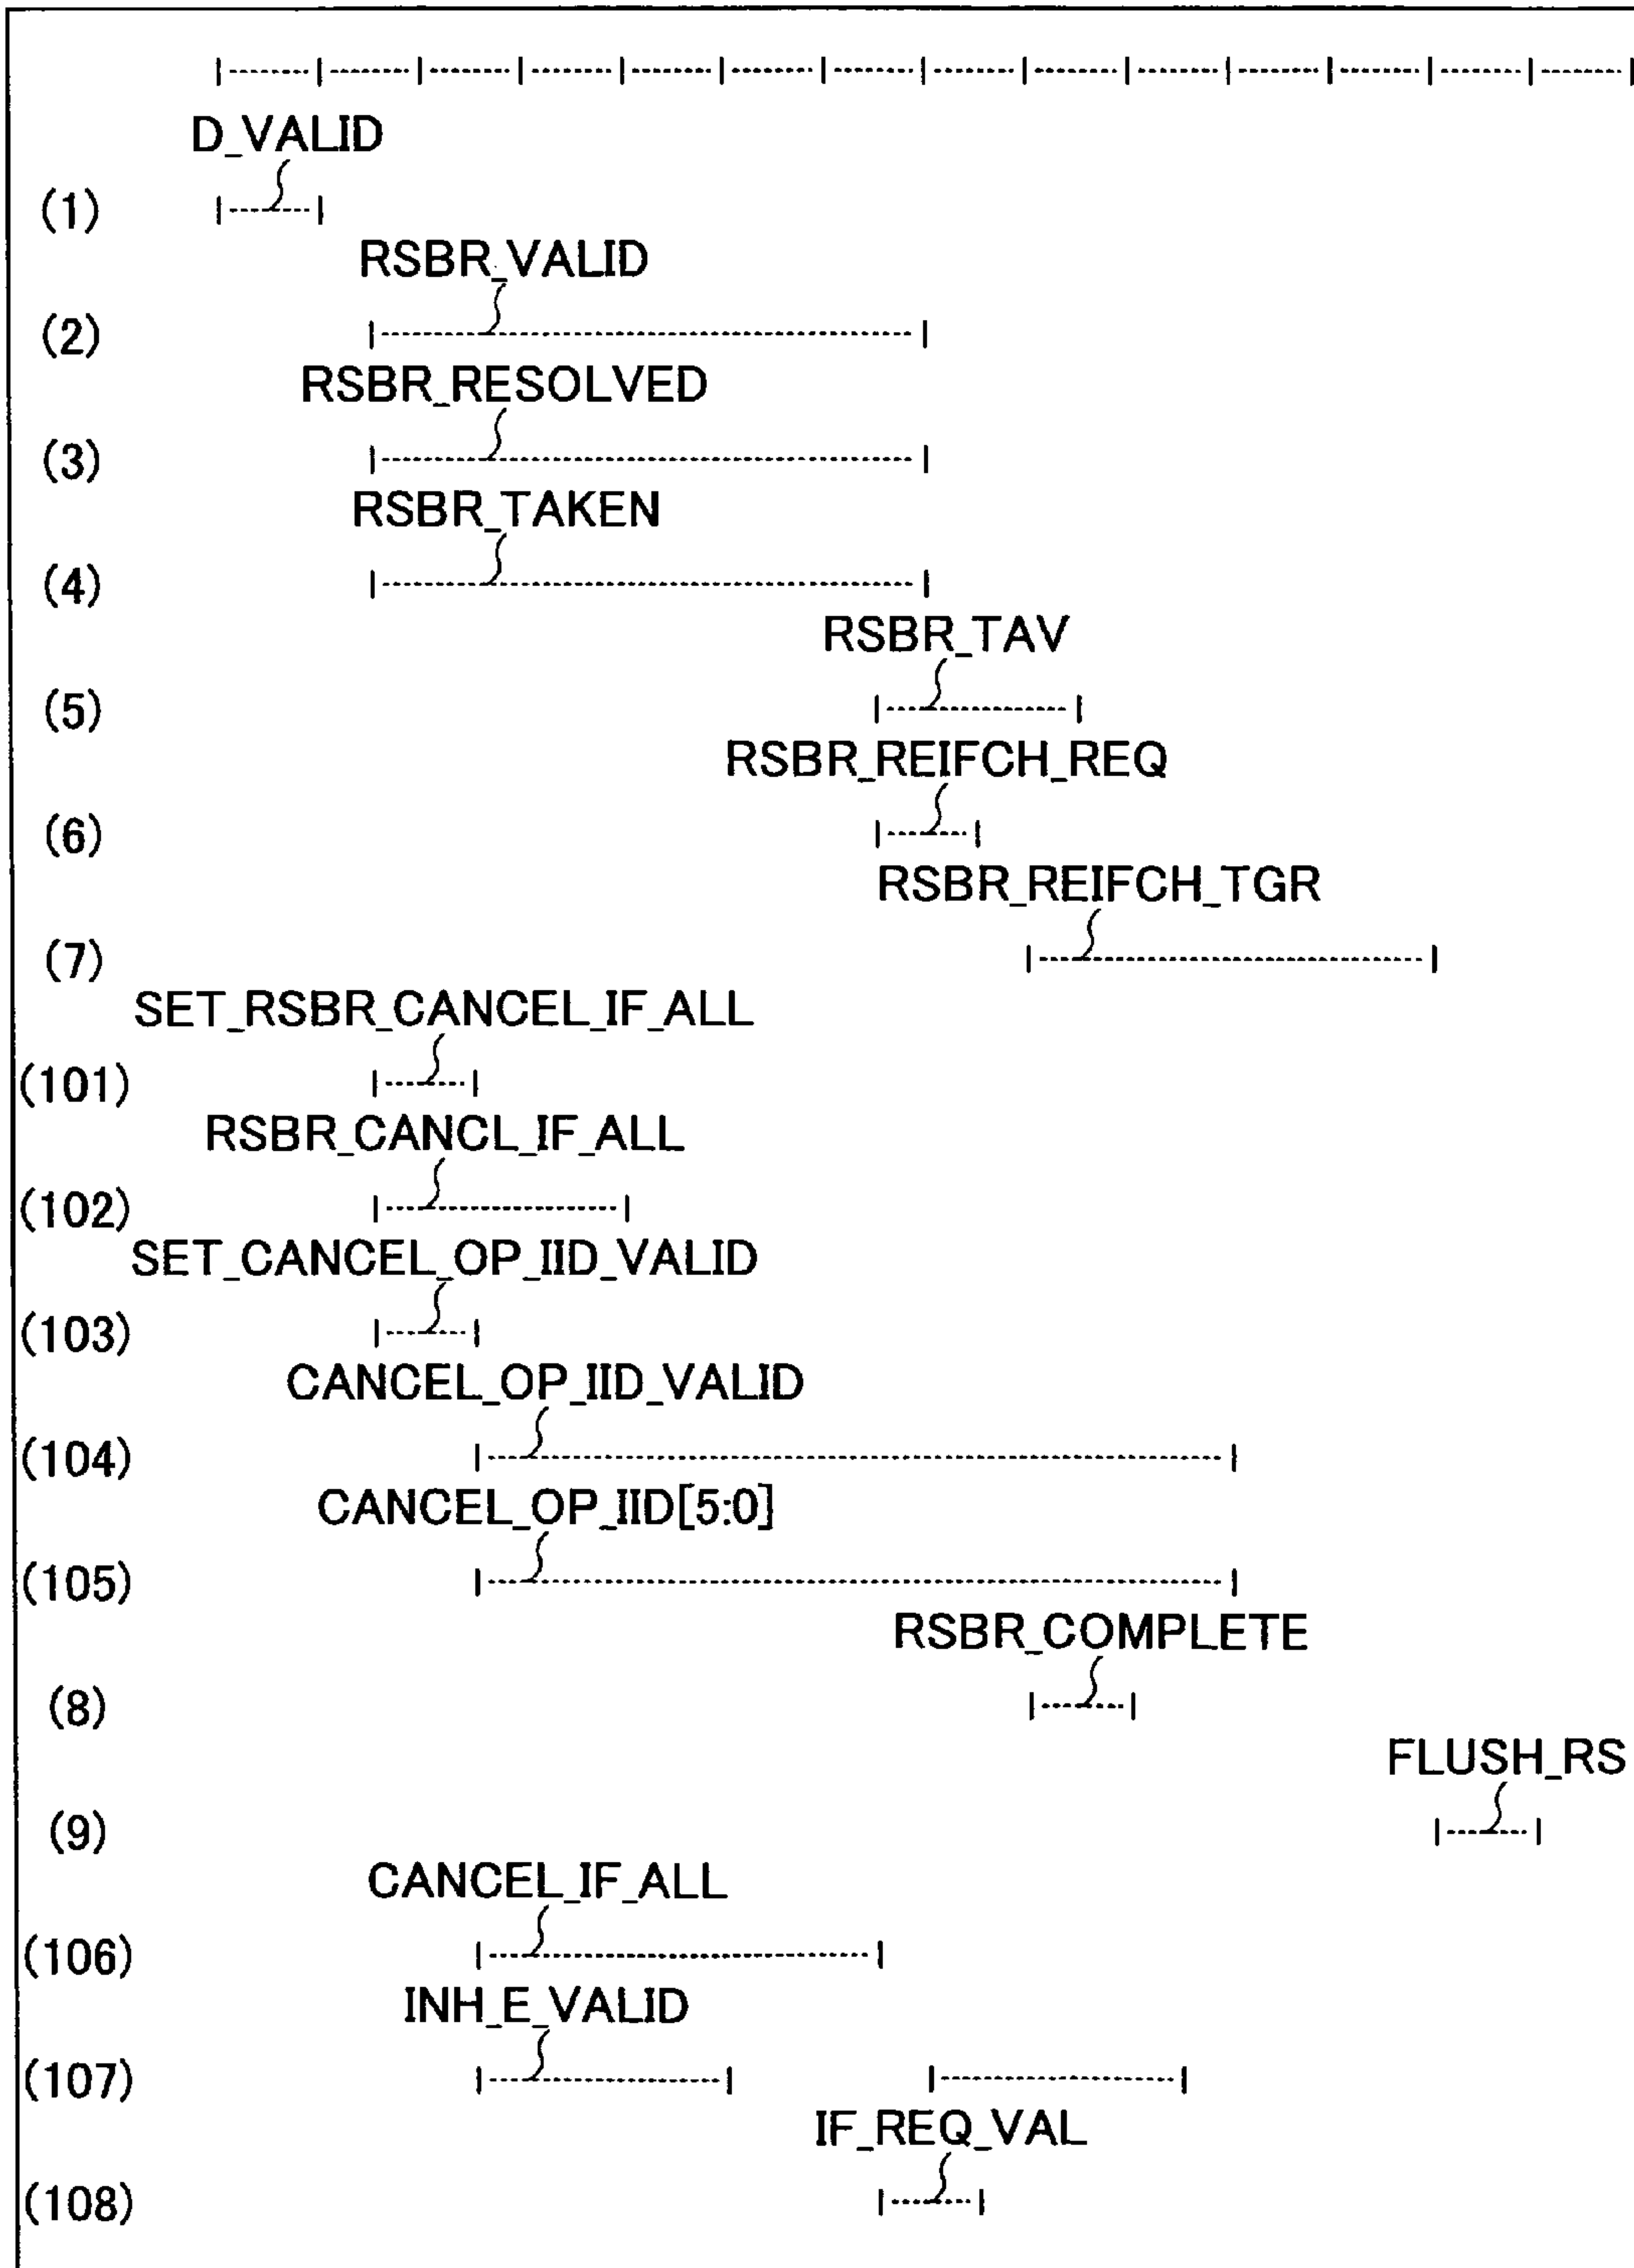 D_VALID
(1)
RSBR_VALID
(2)
RSBR_RESOLVED
(3)
RSBR_TAKEN
(4)
RSBR_TAV
(5)
RSBR_REIFCH_REQ
(6)
RSBR_REIFCH_TGR
(7)
SET_RSBR_CANCEL_IF_ALL
(101)
RSBR_CANCL_IF_ALL
(102)
SET_CANCEL_OP_IID_VALID
(103)
CANCEL_OP_IID_VALID
(104)
CANCEL_OP_IID[5:0]
(105)
RSBR_COMPLETE
(8)
FLUSH_RS
(9)
CANCEL_IF_ALL
(106)
INH_E_VALID
(107)
IF_REQ_VAL
(108)